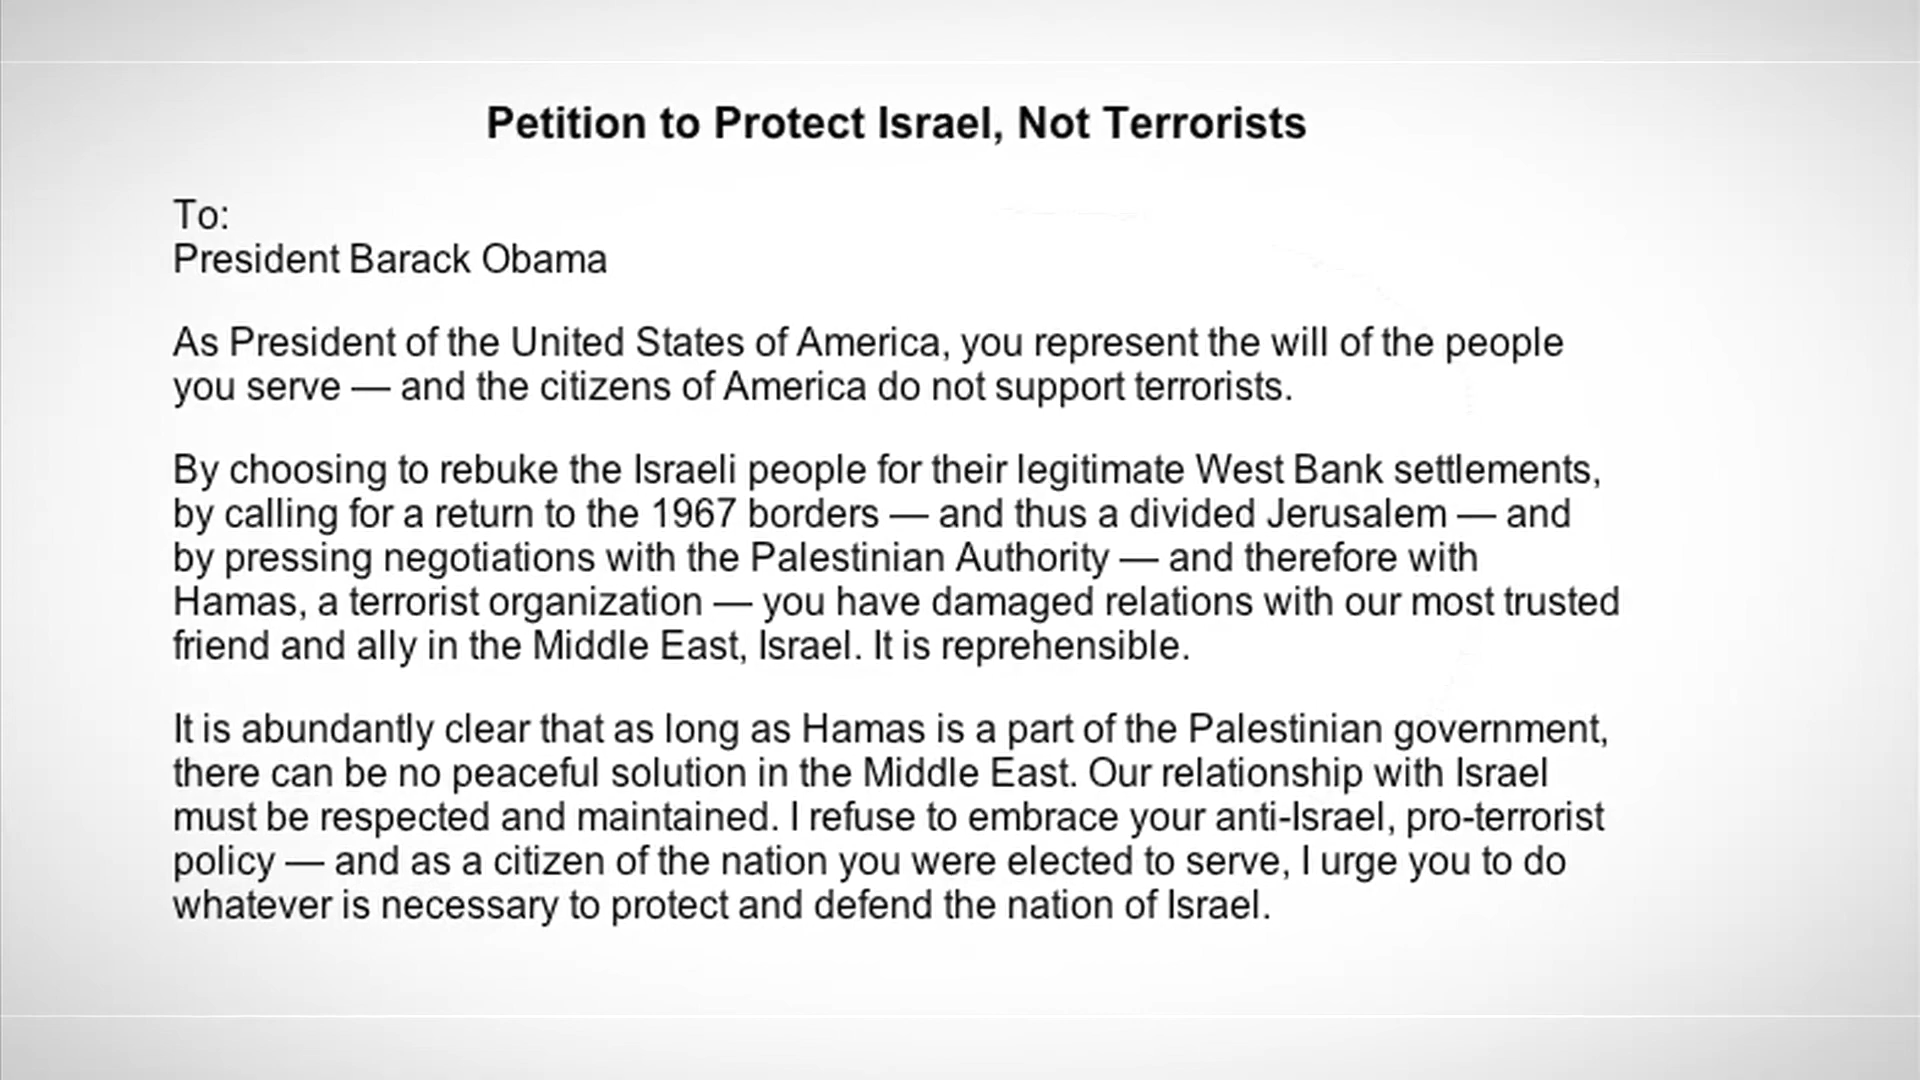 Petition to Protect Israel, Not Terrorists
To:
President Barack Obama
As President of the United States of America, you represent the will of the people
you serve — and the citizens of America do not support terrorists.
By choosing to rebuke the Israeli people for their legitimate West Bank settlements,
by calling for a return to the 1967 borders — and thus a divided Jerusalem — and
by pressing negotiations with the Palestinian Authority — and therefore with
Hamas, a terrorist organization — you have damaged relations with our most trusted
friend and ally in the Middle East, Israel. It is reprehensible.
It is abundantly clear that as long as Hamas is a part of the Palestinian government,
there can be no peaceful solution in the Middle East. Our relationship with Israel
must be respected and maintained. I refuse to embrace your anti-Israel, pro-terrorist
policy — and as a citizen of the nation you were elected to serve, I urge you to do
whatever is necessary to protect and defend the nation of Israel.